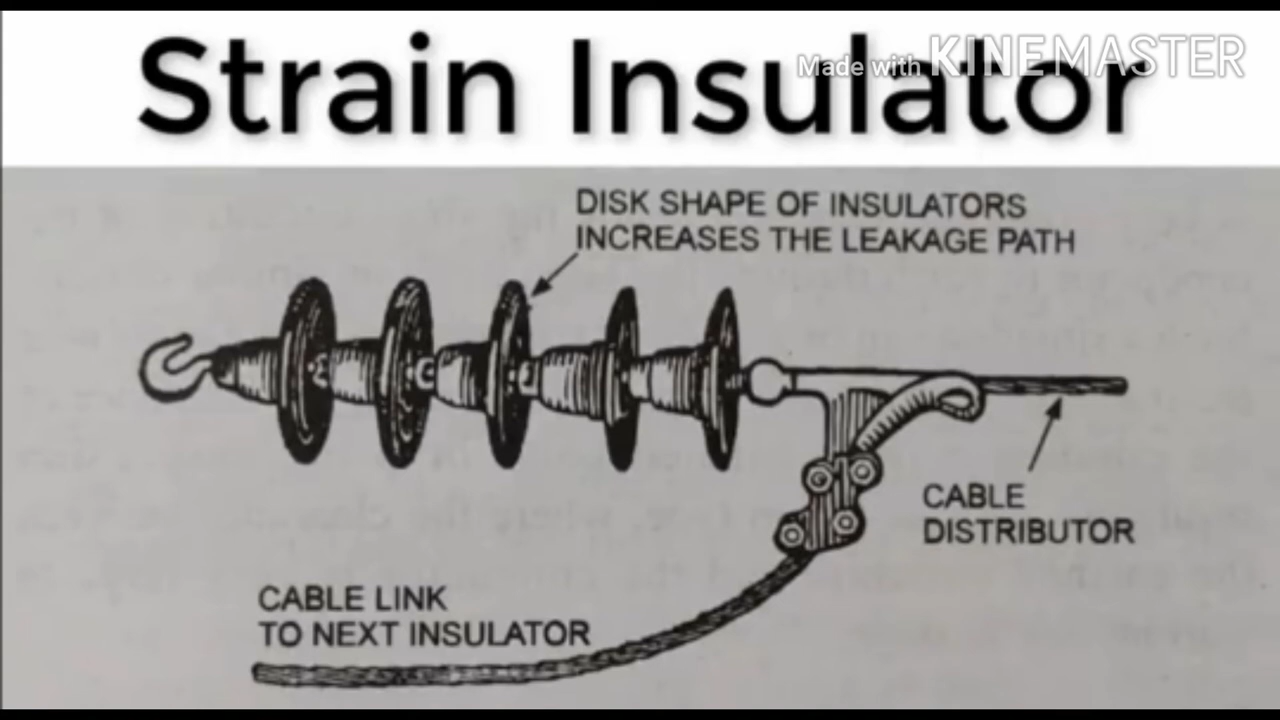 Strain Insulator
Made with KINEMASTER
DISK SHAPE OF INSULATORS
INCREASES THE LEAKAGE PATH
CABLE
DISTRIBUTOR
CABLE LINK
TO NEXT INSULATOR